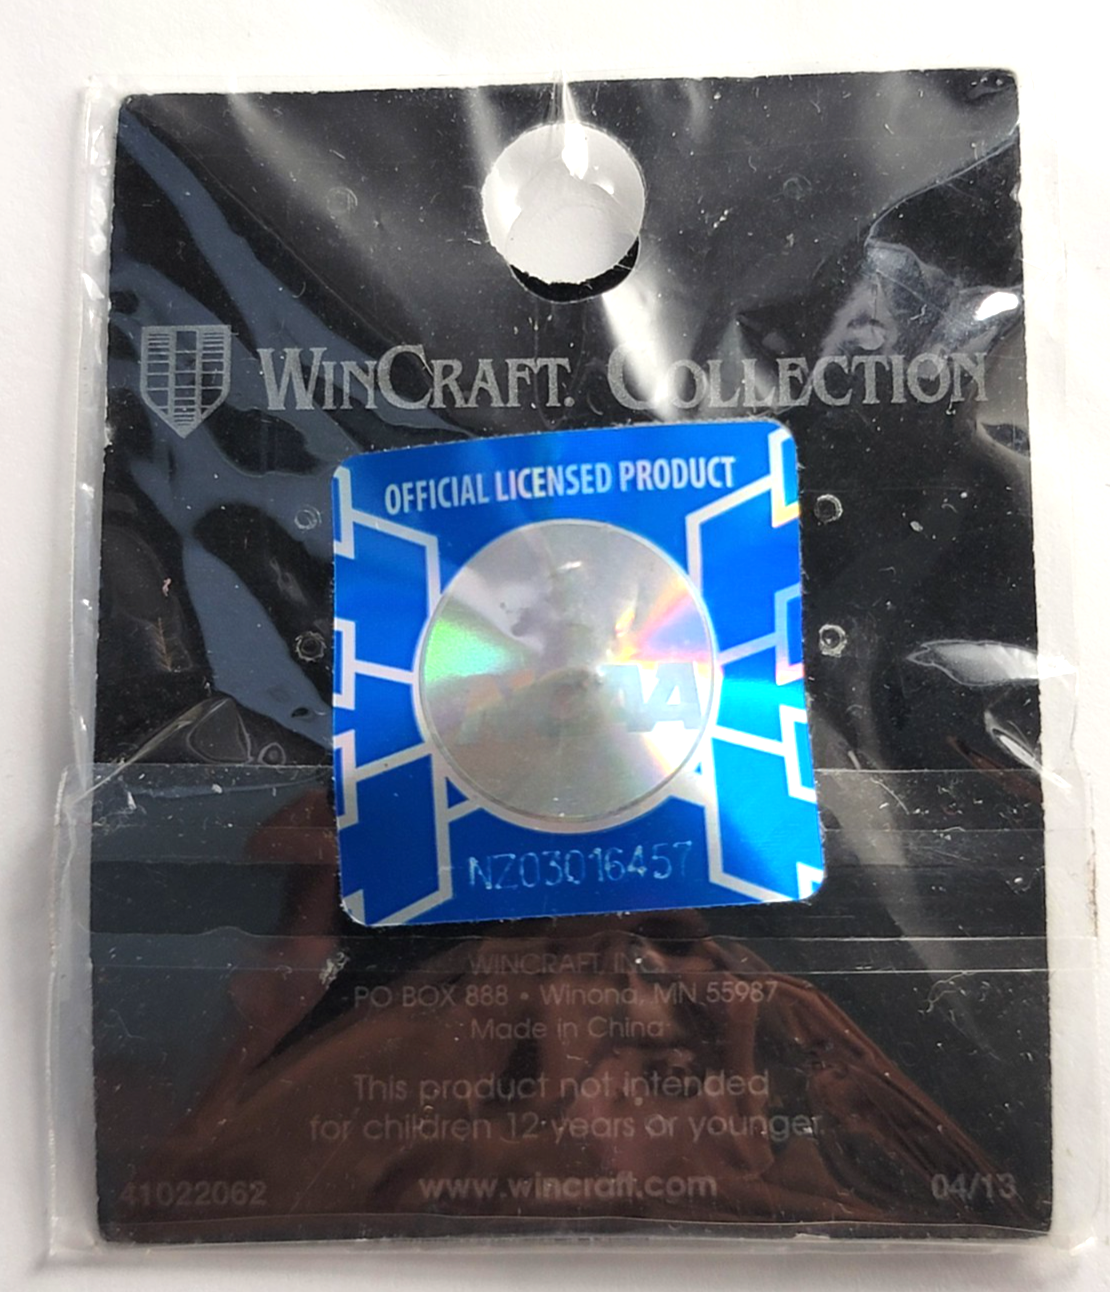 WINCRAFT. COLLECTION
OFFICIAL LICENSED PRODUCT
NCAA
NZ03016457
WINCRAFT, INC.
PO BOX 888 • Winona, MN 55987
Made in China
This product not intended
for children 12 years or younger
41022062 www.wincraft.com 04/13